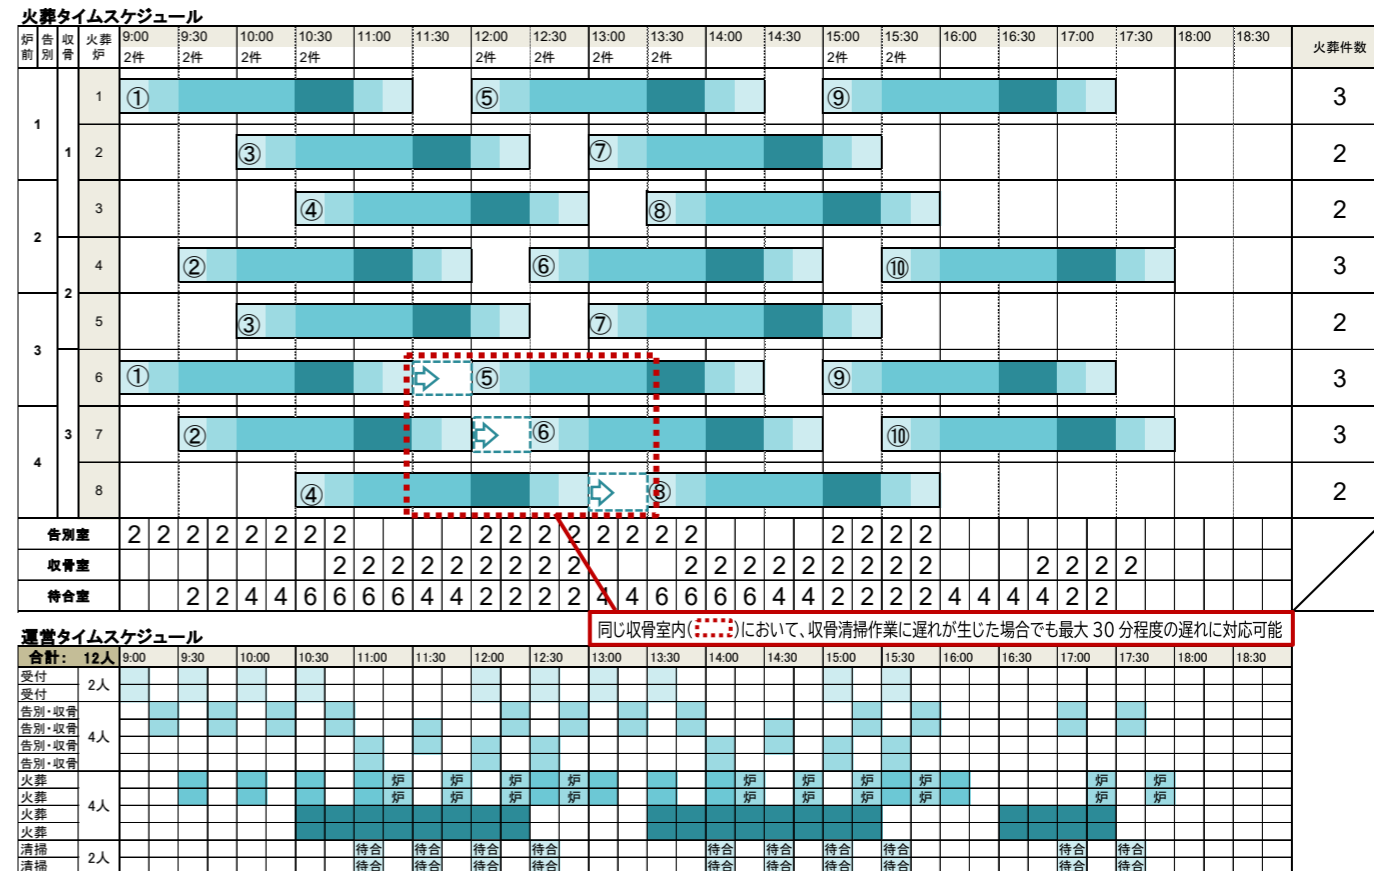 火葬タイムスケジュール
炉前 告別 収骨 火葬炉 9:00 9:30 10:00 10:30 11:00 11:30 12:00 12:30 13:00 13:30 14:00 14:30 15:00 15:30 16:00 16:30 17:00 17:30 18:00 18:30 火葬件数
2件 2件 2件 2件 2件 2件 2件 2件 2件 2件
1 ① ⑤ ⑨ 3
1
1 2 ③ ⑦ 2
3 ④ ⑧ 2
2
4 ② ⑥ ⑩ 3
2
5 ③ ⑦ 2
3
6 ① ⑤ ⑨ 3
3 7 ② ⑥ ⑩ 3
4
8 ④ ⑧ 2
告別室 2 2 2 2 2 2 2 2 2 2 2 2 2 2 2 2 2 2 2 2
収骨室 2 2 2 2 2 2 2 2 2 2 2 2 2 2 2 2 2 2 2 2 2 2
待合室 2 2 4 4 6 6 6 6 4 4 2 2 2 2 4 4 6 6 6 6 4 4 2 2 2 2 4 4 4 4 2 2
同じ収骨室内( )において、収骨清掃作業に遅れが生じた場合でも最大 30 分程度の遅れに対応可能
運営タイムスケジュール
合計: 12人 9:00 9:30 10:00 10:30 11:00 11:30 12:00 12:30 13:00 13:30 14:00 14:30 15:00 15:30 16:00 16:30 17:00 17:30 18:00 18:30
受付
2人
受付
告別・収骨
告別・収骨
4人
告別・収骨
告別・収骨
火葬 炉 炉 炉 炉 炉 炉 炉 炉 炉 炉
火葬 炉 炉 炉 炉 炉 炉 炉 炉 炉 炉
4人
火葬
火葬
清掃 待合 待合 待合 待合 待合 待合 待合 待合 待合 待合
2人
清掃 待合 待合 待合 待合 待合 待合 待合 待合 待合 待合